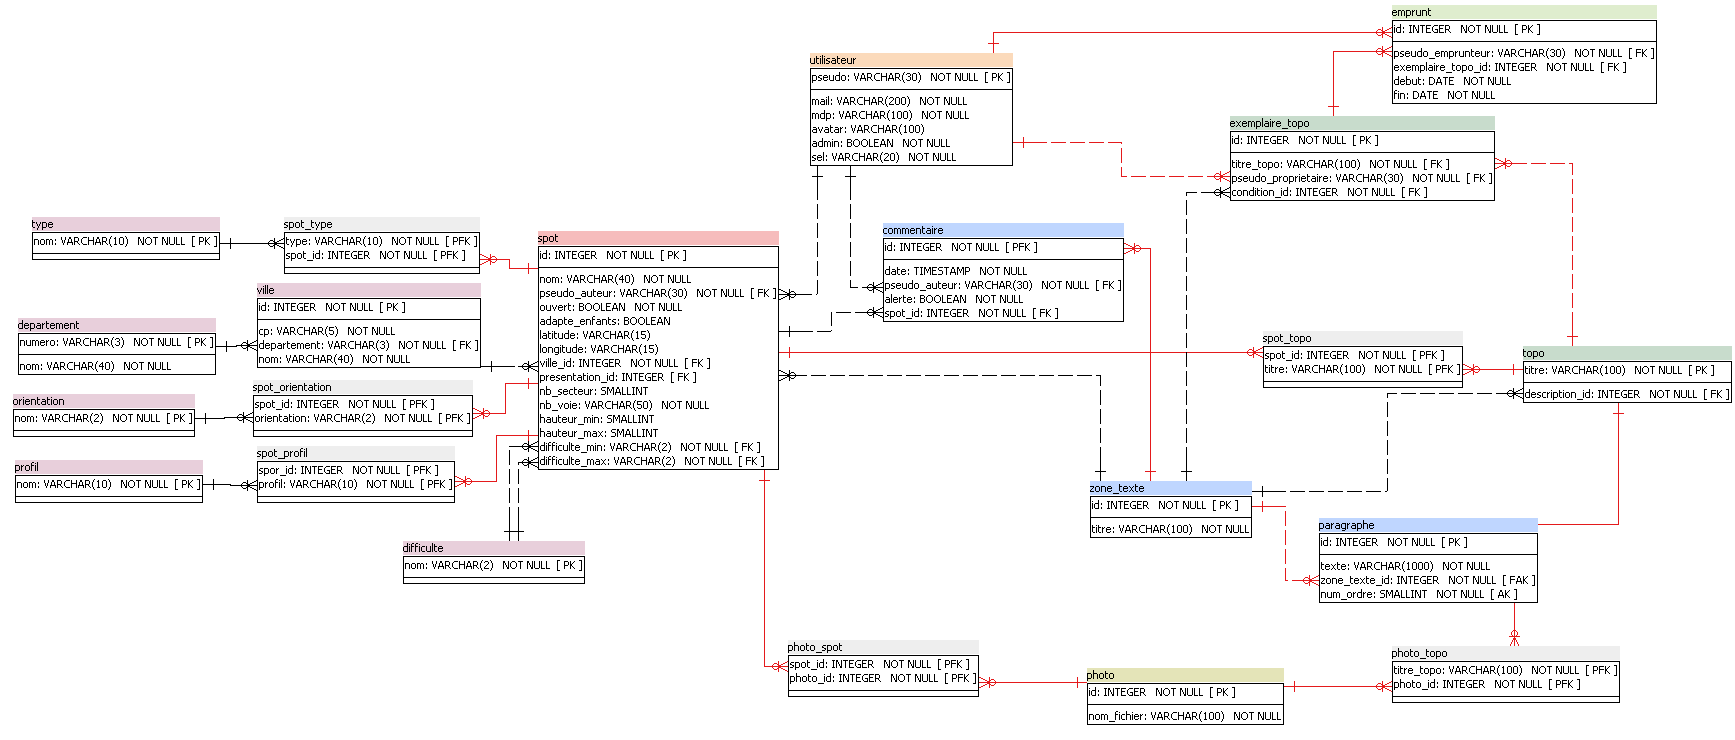 emprunt
id: INTEGER NOT NULL [ PK ]
pseudo_emprunteur: VARCHAR(30) NOT NULL [ FK ]
exemplaire_topo_id: INTEGER NOT NULL [ FK ]
debut: DATE NOT NULL
fin: DATE NOT NULL
utilisateur
pseudo: VARCHAR(30) NOT NULL [ PK ]
mail: VARCHAR(200) NOT NULL
mdp: VARCHAR(100) NOT NULL
avatar: VARCHAR(100)
admin: BOOLEAN NOT NULL
sel: VARCHAR(20) NOT NULL
exemplaire_topo
id: INTEGER NOT NULL [ PK ]
titre_topo: VARCHAR(100) NOT NULL [ FK ]
pseudo_proprietaire: VARCHAR(30) NOT NULL [ FK ]
condition_id: INTEGER NOT NULL [ FK ]
type
nom: VARCHAR(10) NOT NULL [ PK ]
spot_type
type: VARCHAR(10) NOT NULL [ PFK ]
spot_id: INTEGER NOT NULL [ PFK ]
ville
id: INTEGER NOT NULL [ PK ]
cp: VARCHAR(5) NOT NULL
departement: VARCHAR(3) NOT NULL [ FK ]
nom: VARCHAR(40) NOT NULL
departement
numero: VARCHAR(3) NOT NULL [ PK ]
nom: VARCHAR(40) NOT NULL
spot_orientation
spot_id: INTEGER NOT NULL [ PFK ]
orientation: VARCHAR(2) NOT NULL [ PFK ]
orientation
nom: VARCHAR(2) NOT NULL [ PK ]
spot_profil
spor_id: INTEGER NOT NULL [ PFK ]
profil: VARCHAR(10) NOT NULL [ PFK ]
profil
nom: VARCHAR(10) NOT NULL [ PK ]
difficulte
nom: VARCHAR(2) NOT NULL [ PK ]
spot
id: INTEGER NOT NULL [ PK ]
nom: VARCHAR(40) NOT NULL
pseudo_auteur: VARCHAR(30) NOT NULL [ FK ]
ouvert: BOOLEAN NOT NULL
adapte_enfants: BOOLEAN
latitude: VARCHAR(15)
longitude: VARCHAR(15)
ville_id: INTEGER NOT NULL [ FK ]
presentation_id: INTEGER [ FK ]
nb_secteur: SMALLINT
nb_voie: VARCHAR(50) NOT NULL
hauteur_min: SMALLINT
hauteur_max: SMALLINT
difficulte_min: VARCHAR(2) NOT NULL [ FK ]
difficulte_max: VARCHAR(2) NOT NULL [ FK ]
commentaire
id: INTEGER NOT NULL [ PFK ]
date: TIMESTAMP NOT NULL
pseudo_auteur: VARCHAR(30) NOT NULL [ FK ]
alerte: BOOLEAN NOT NULL
spot_id: INTEGER NOT NULL [ FK ]
spot_topo
spot_id: INTEGER NOT NULL [ PFK ]
titre: VARCHAR(100) NOT NULL [ PFK ]
topo
titre: VARCHAR(100) NOT NULL [ PK ]
description_id: INTEGER NOT NULL [ FK ]
zone_texte
id: INTEGER NOT NULL [ PK ]
titre: VARCHAR(100) NOT NULL
paragraphe
id: INTEGER NOT NULL [ PK ]
texte: VARCHAR(1000) NOT NULL
zone_texte_id: INTEGER NOT NULL [ FAK ]
num_ordre: SMALLINT NOT NULL [ AK ]
photo_spot
spot_id: INTEGER NOT NULL [ PFK ]
photo_id: INTEGER NOT NULL [ PFK ]
photo
id: INTEGER NOT NULL [ PK ]
nom_fichier: VARCHAR(100) NOT NULL
photo_topo
titre_topo: VARCHAR(100) NOT NULL [ PFK ]
photo_id: INTEGER NOT NULL [ PFK ]